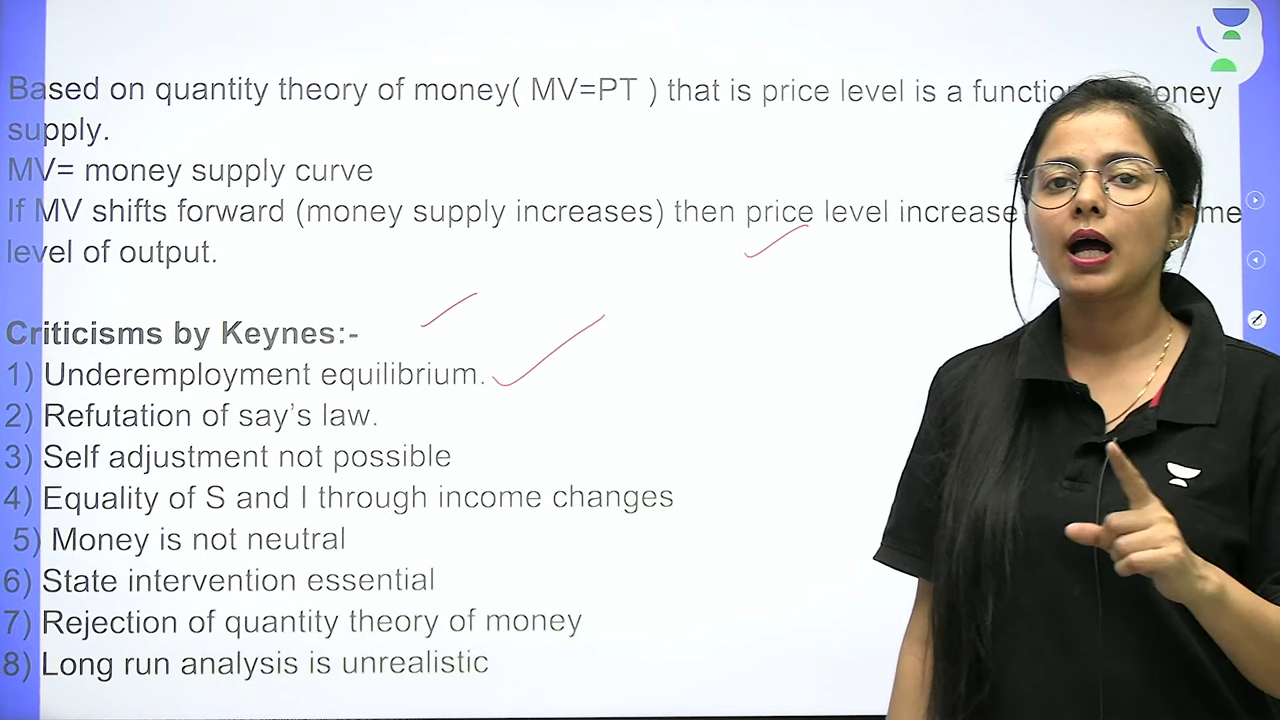 Based on quantity theory of money( MV=PT ) that is price level is a function money
supply.
MV= money supply curve
If MV shifts forward (money supply increases) then price level increase me
level of output.
Criticisms by Keynes:-
1) Underemployment equilibrium.
2) Refutation of say's law.
3) Self adjustment not possible
4) Equality of S and I through income changes
5) Money is not neutral
6) State intervention essential
7) Rejection of quantity theory of money
8) Long run analysis is unrealistic